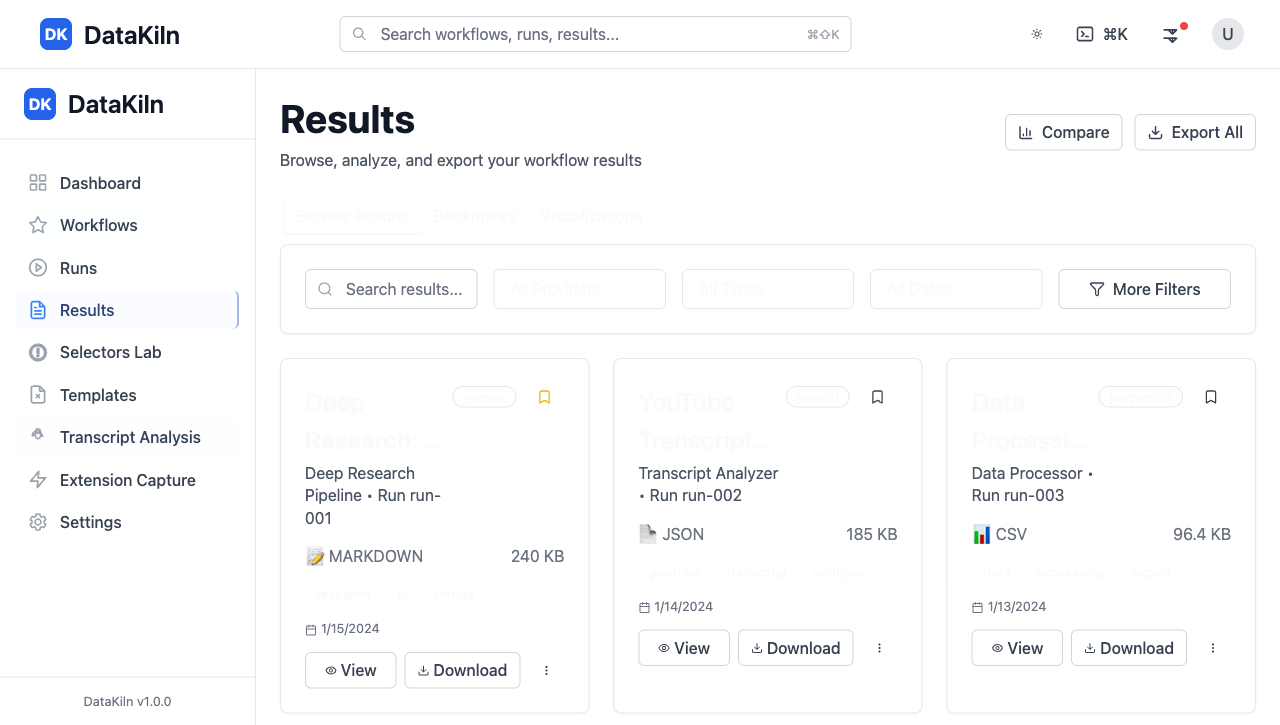 DK DataKiln
Search workflows, runs, results... ⌘⇧K
⌘K
U
DK DataKiln
Dashboard
Workflows
Runs
Results
Selectors Lab
Templates
Transcript Analysis
Extension Capture
Settings
DataKiln v1.0.0
Results
Browse, analyze, and export your workflow results
Compare
Export All
Browse Results Bookmarks Visualizations
Search results... All Providers All Types All Dates More Filters
Deep
Research: ...
gemini
Deep Research
Pipeline • Run run-
001
MARKDOWN 240 KB
research ai trends
1/15/2024
View Download
YouTube
Transcript...
gemini
Transcript Analyzer
• Run run-002
JSON 185 KB
youtube transcript analysis
1/14/2024
View Download
Data
Processi...
perplexity
Data Processor •
Run run-003
CSV 96.4 KB
data processing export
1/13/2024
View Download